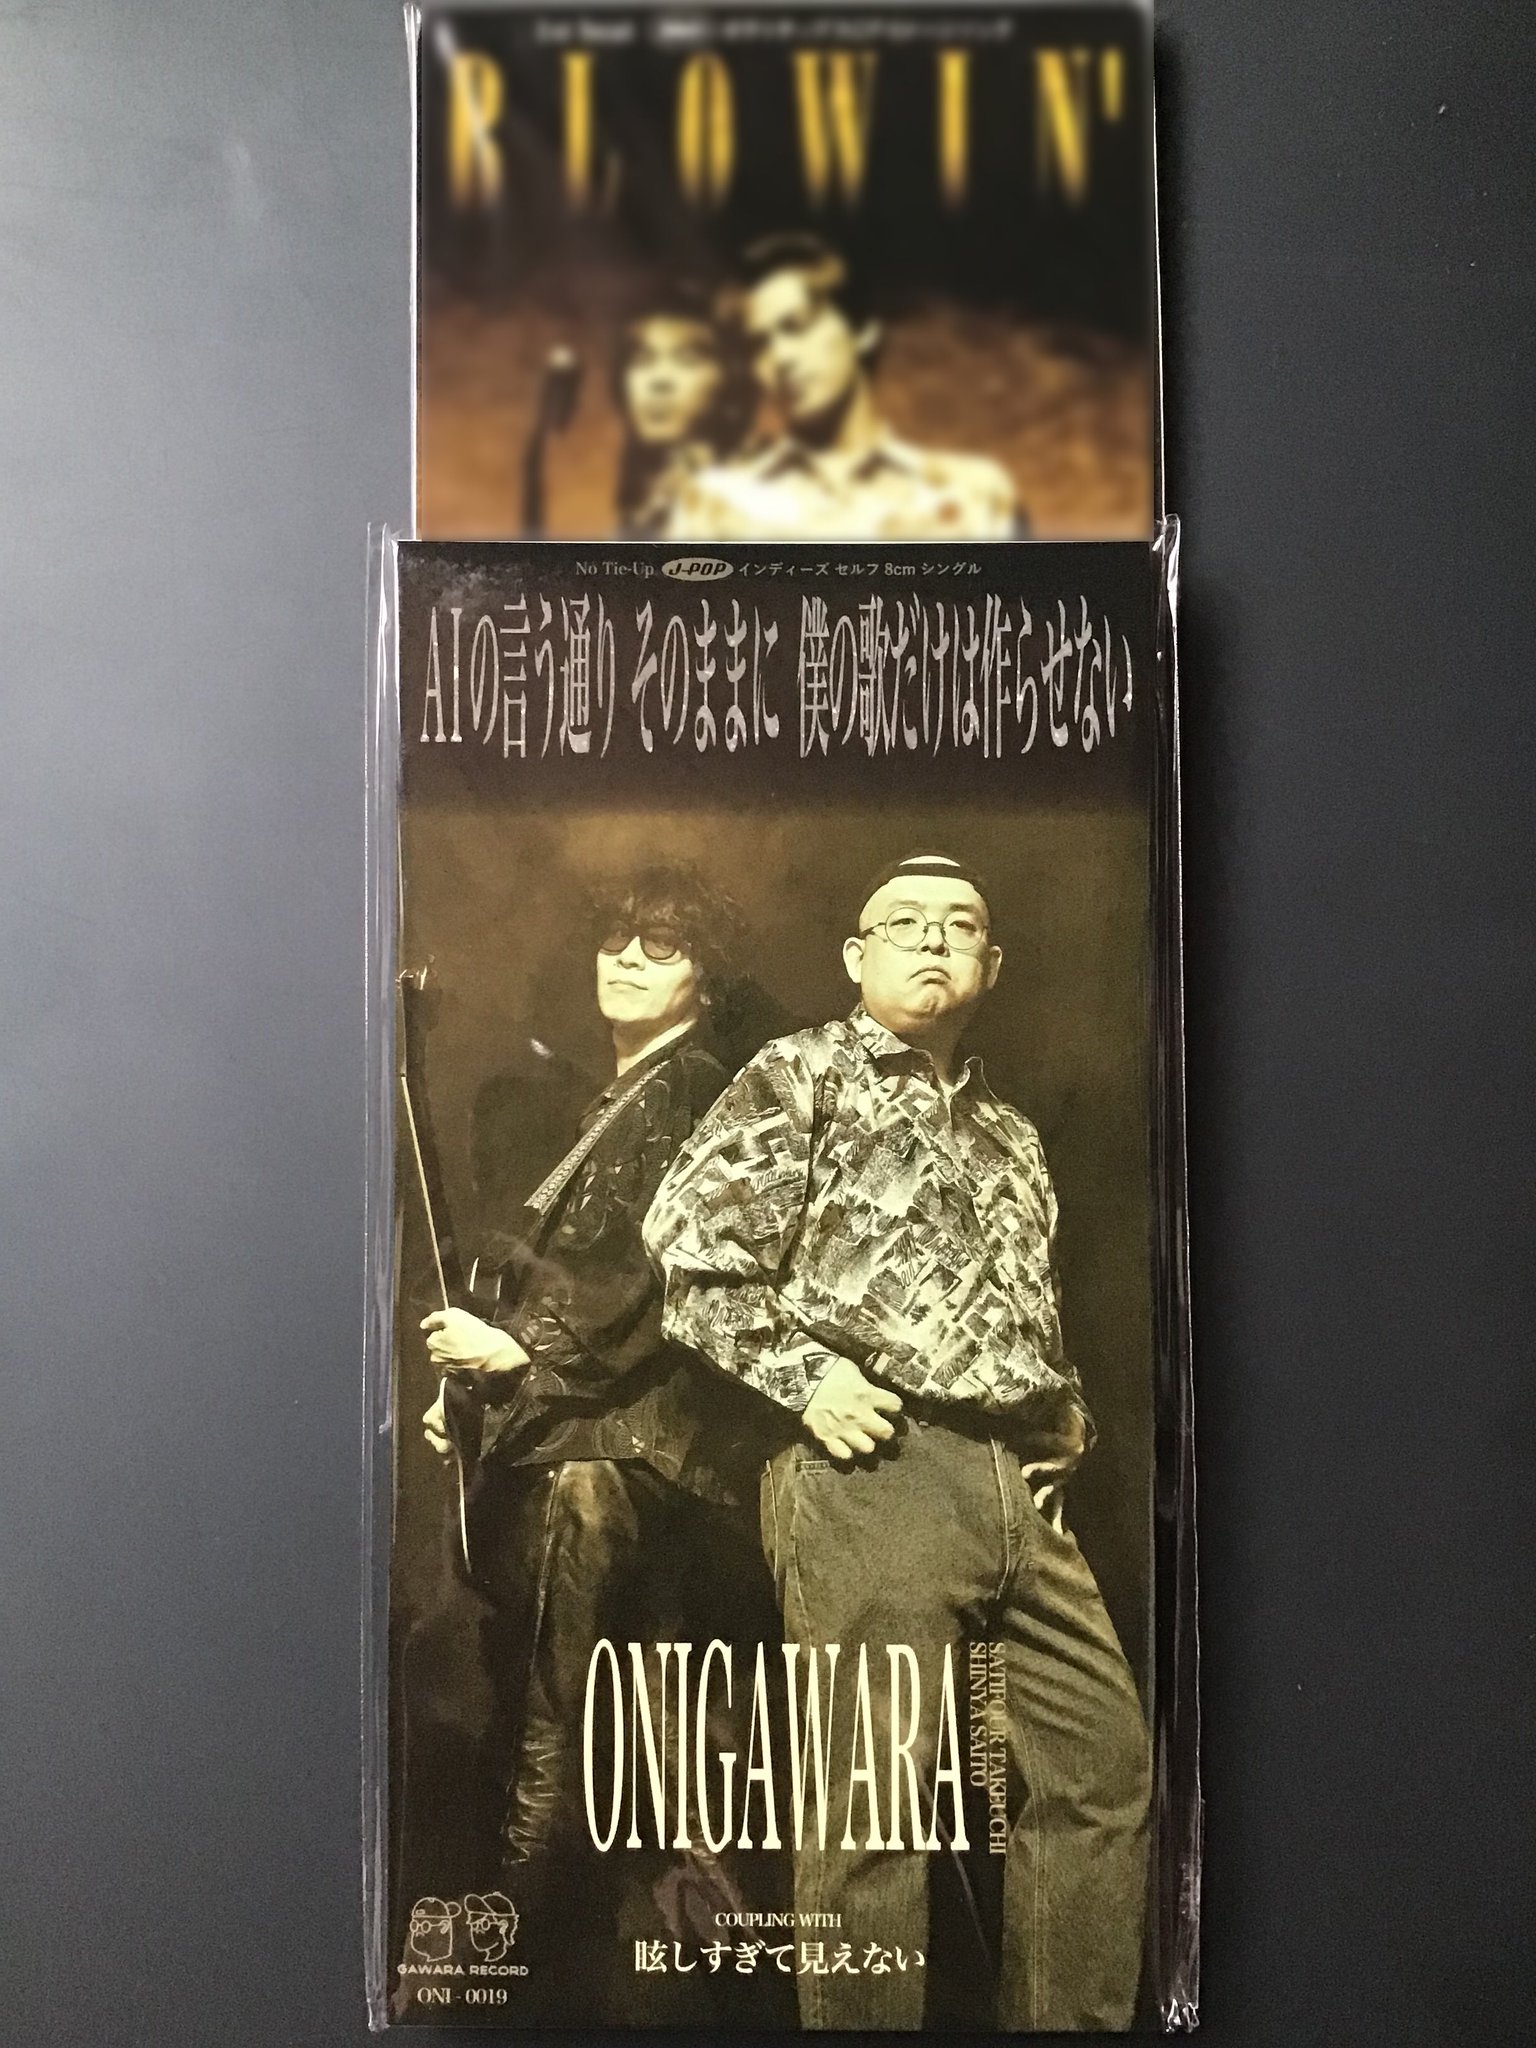 BLOWIN'
No Tie-Up J-POP インディーズ セルフ 8cm シングル
AIの言う通り そのままに 僕の歌だけは作らせない
ONIGAWARA
SATIFOUR TAKEUCHI
SHINYA SAITO
COUPLING WITH
眩しすぎて見えない
GAWARA RECORD
ONI-0019